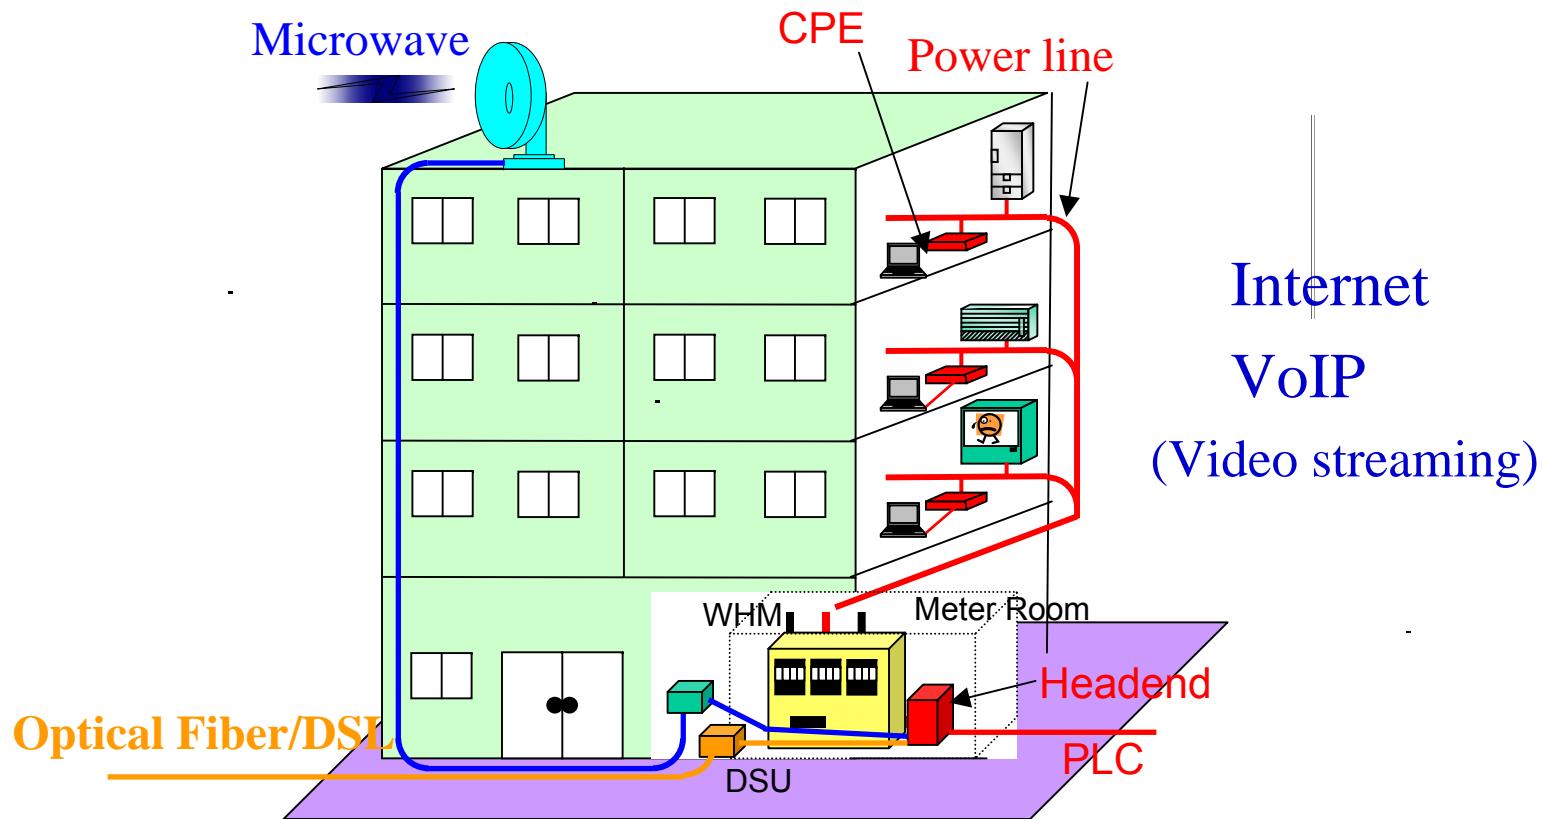 Microwave
CPE
Power line
Internet
VoIP
(Video streaming)
WHM
Meter Room
Headend
Optical Fiber/DSL
PLC
DSU